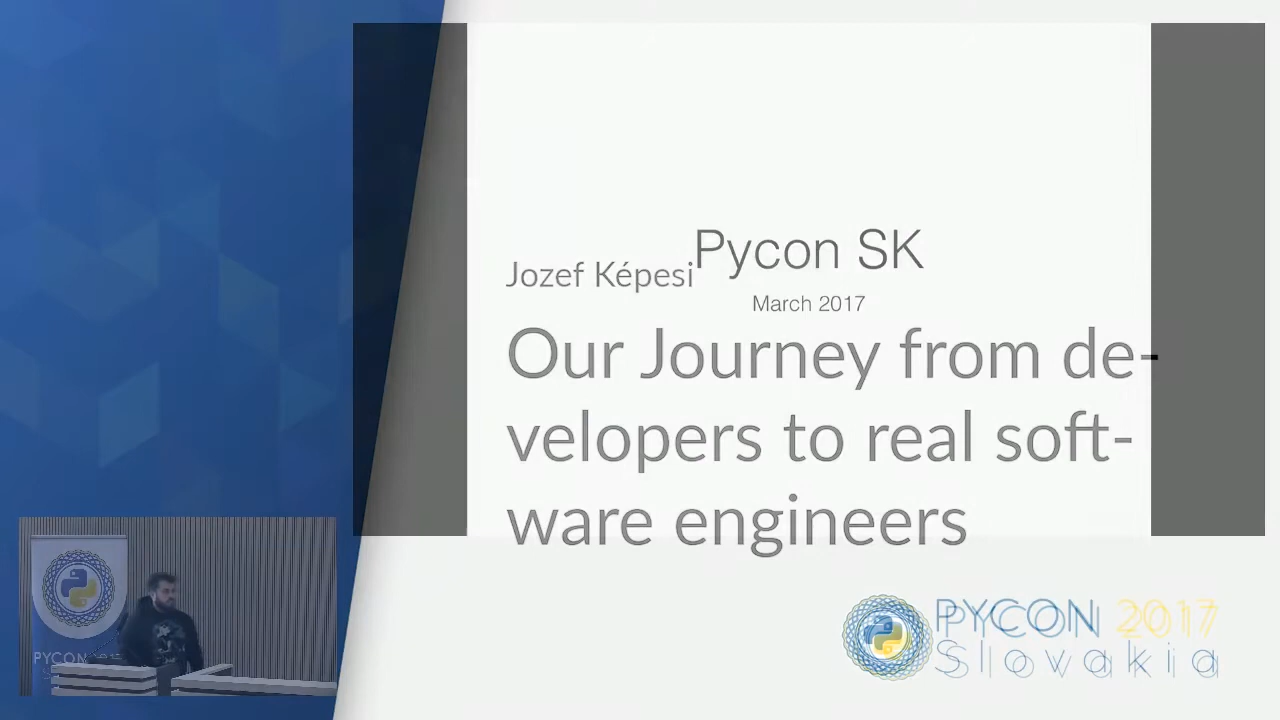 Pycon SK
Jozef Képesi
March 2017
Our Journey from de-
velopers to real soft-
ware engineers
PYCON 2017
Slovakia
PYCON